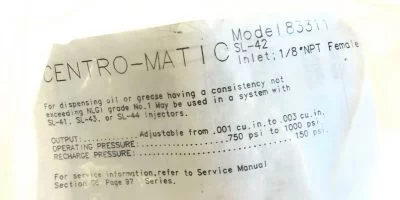 CENTRO-MATIC Model 83311
SL-42
Inlet; 1/8"NPT Female
For dispensing oil or grease having a consistency not
exceeding NLGI grade No.1 May be used in a system with
SL-41, SL-43, or SL-44 injectors.
OUTPUT:.............Adjustable from .001 cu.in.to .003 cu.in.
OPERATING PRESSURE:..................750 psi to 1000 psi.
RECHARGE PRESSURE:...............................150 psi.
For service information,refer to Service Manual
Section Page 97 Series.